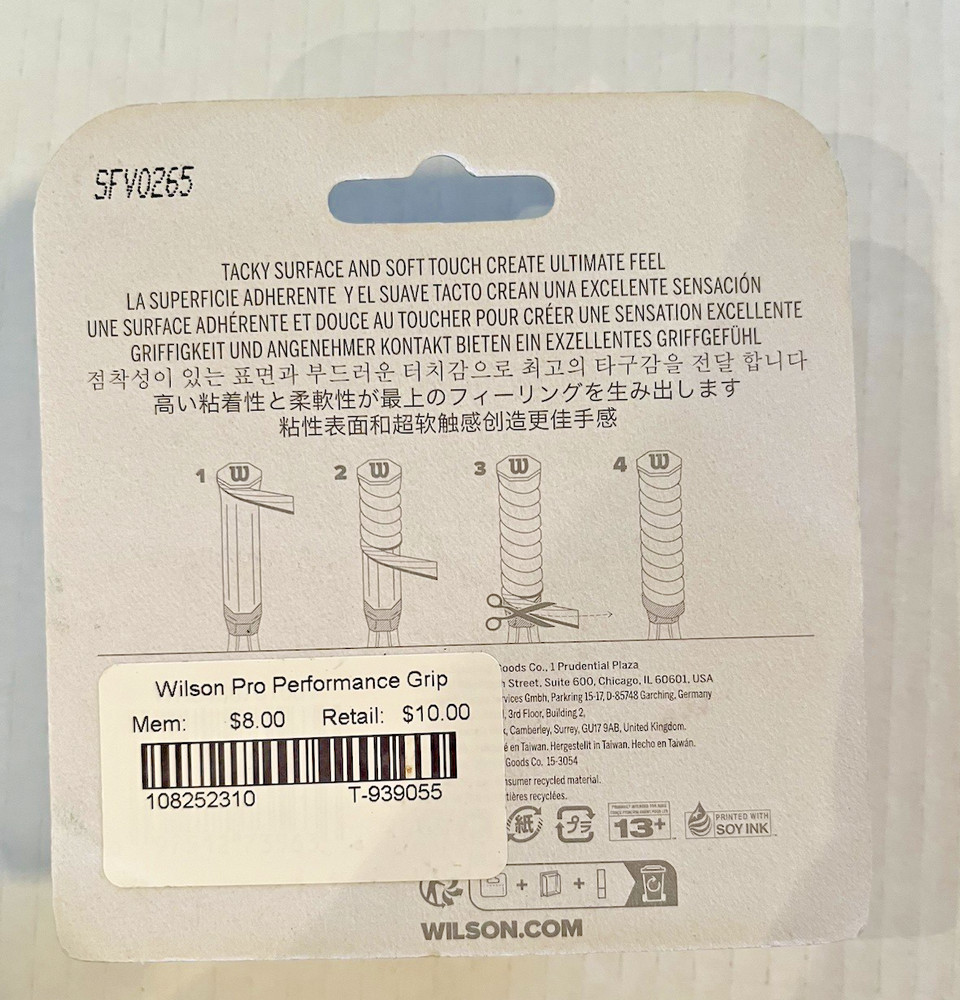 SFV0265
TACKY SURFACE AND SOFT TOUCH CREATE ULTIMATE FEEL
LA SUPERFICIE ADHERENTE Y EL SUAVE TACTO CREAN UNA EXCELENTE SENSACIÓN
UNE SURFACE ADHÉRENTE ET DOUCE AU TOUCHER POUR CRÉER UNE SENSATION EXCELLENTE
GRIFFIGKEIT UND ANGENEHMER KONTAKT BIETEN EIN EXZELLENTES GRIFFGEFÜHL
점착성이 있는 표면과 부드러운 터치감으로 최고의 타구감을 전달 합니다
高い粘着性と柔軟性が最上のフィーリングを生み出します
粘性表面和超软触感创造更佳手感
1 W 2 W 3 W 4 W
Goods Co., 1 Prudential Plaza
Street, Suite 600, Chicago, IL 60601, USA
Gmbh, Parkring 15-17, D-85748 Garching, Germany
3rd Floor, Building 2,
Camberley, Surrey, GU17 9AB, United Kingdom.
en Taiwan. Hergestellt in Taiwan. Hecho en Taiwán.
Goods Co. 15-3054
recycled material.
recyclées.
Wilson Pro Performance Grip
Mem: $8.00 Retail: $10.00
108252310 T-939055
紙 プラ 13+ PRINTED WITH SOY INK
+ +
WILSON.COM